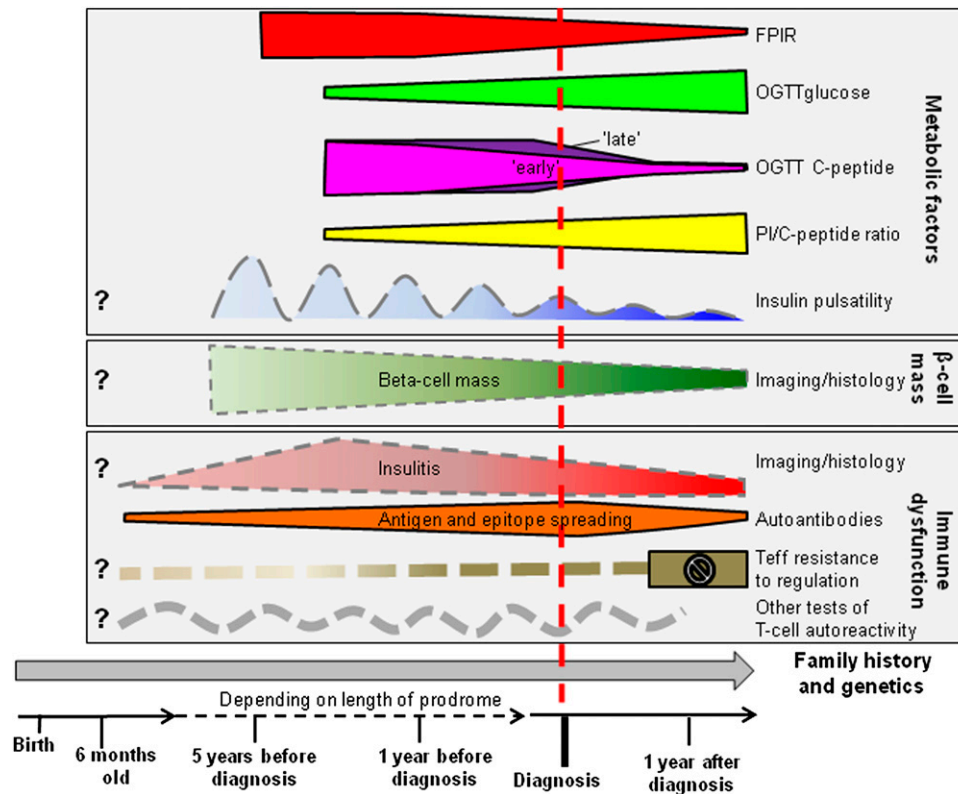 FPIR
OGTTglucose
'late'
'early'
OGTT C-peptide
PI/C-peptide ratio
? Insulin pulsatility
Metabolic factors
? Beta-cell mass Imaging/histology
β-cell
mass
? Insulitis Imaging/histology
Antigen and epitope spreading Autoantibodies
? Teff resistance
to regulation
? Other tests of
T-cell autoreactivity
Immune
dysfunction
Family history
and genetics
Depending on length of prodrome
Birth
6 months
old
5 years before
diagnosis
1 year before
diagnosis
Diagnosis
1 year after
diagnosis